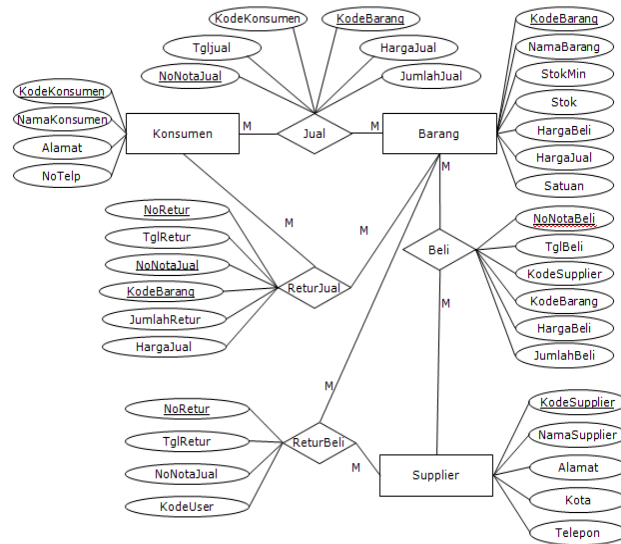 KodeKonsumen
KodeBarang
Tgljual
HargaJual
NoNotaJual
JumlahJual
KodeBarang
NamaBarang
StokMin
Stok
HargaBeli
HargaJual
Satuan
KodeKonsumen
NamaKonsumen
Alamat
NoTelp
Konsumen
M
Jual
M
Barang
M
M
M
M
NoRetur
TglRetur
NoNotaJual
KodeBarang
JumlahRetur
HargaJual
ReturJual
Beli
M
NoNotaBeli
TglBeli
KodeSupplier
KodeBarang
HargaBeli
JumlahBeli
M
NoRetur
TglRetur
NoNotaJual
KodeUser
ReturBeli
M
Supplier
KodeSupplier
NamaSupplier
Alamat
Kota
Telepon